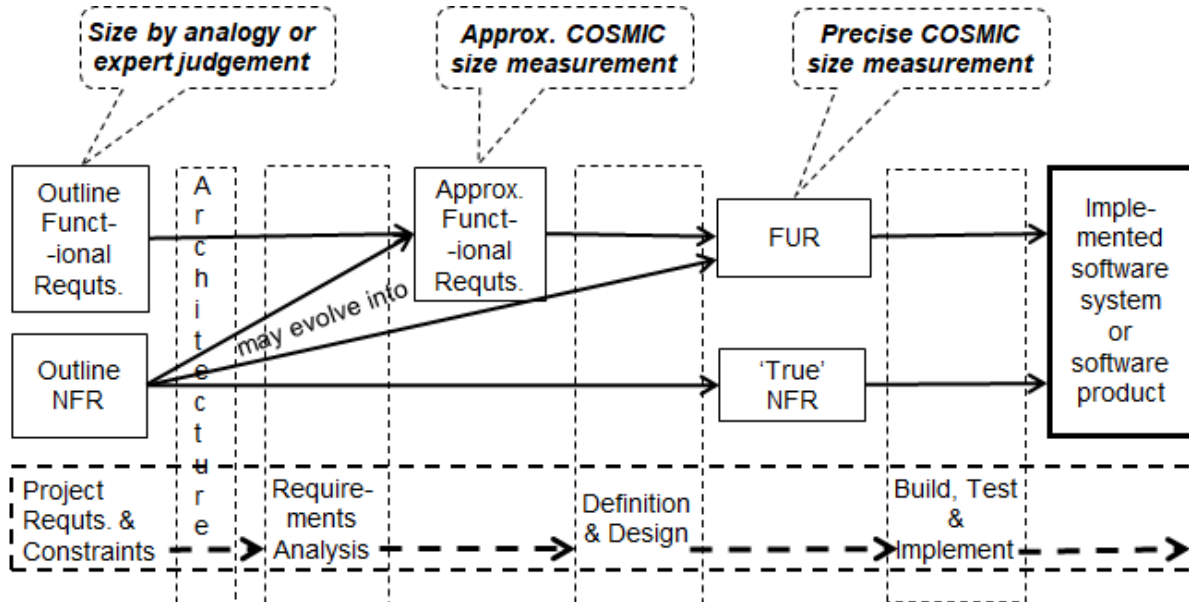 Size by analogy or
expert judgement
Approx. COSMIC
size measurement
Precise COSMIC
size measurement
Outline
Funct-
-ional
Requts.
Architecture
Approx.
Funct-
-ional
Requts.
FUR
Imple-
mented
software
system
or
software
product
may evolve into
Outline
NFR
‘True’
NFR
Project
Requts. &
Constraints
Require-
ments
Analysis
Definition
& Design
Build, Test
&
Implement